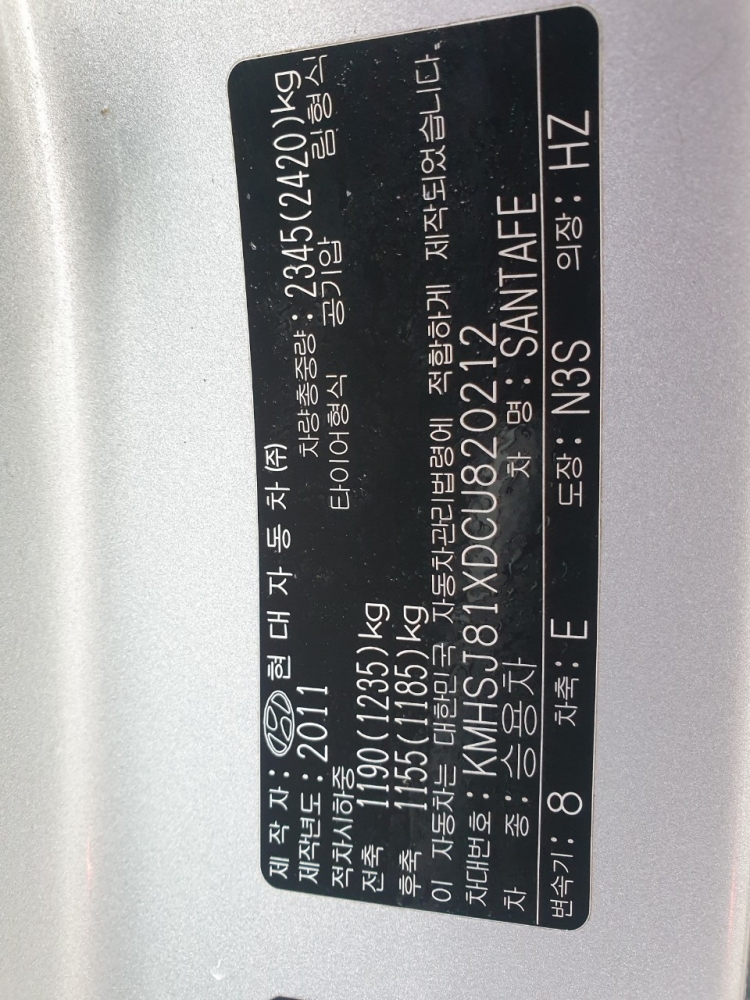 제 작 자 : 현 대 자 동 차 (주)
제작년도 : 2011 차량총중량 : 2345(2420)kg
적차시하중 타이어형식 공기압 림형식
전축 1190(1235)kg
후축 1155(1185)kg
이 자동차는 대한민국 자동차관리법령에 적합하게 제작되었습니다.
차대번호 : KMHSJ81XDCU820212
차 종 : 승용차 차 명 : SANTAFE
변속기 : 8 차축 : E 도장 : N3S 의장 : HZ